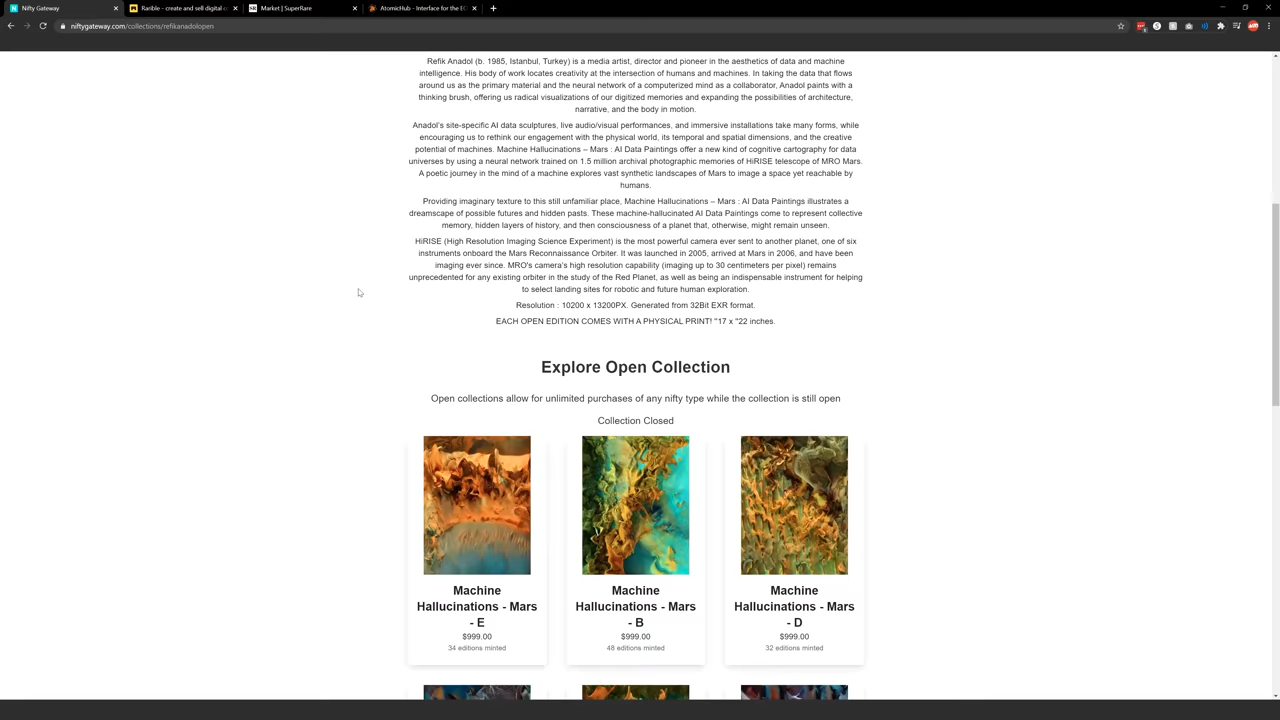 Nifty Gateway
Rarible - create and sell digital c
Market | SuperRare
AtomicHub - Interface for the EO
niftygateway.com/collections/refikanadolopen
Refik Anadol (b. 1985, Istanbul, Turkey) is a media artist, director and pioneer in the aesthetics of data and machine
intelligence. His body of work locates creativity at the intersection of humans and machines. In taking the data that flows
around us as the primary material and the neural network of a computerized mind as a collaborator, Anadol paints with a
thinking brush, offering us radical visualizations of our digitized memories and expanding the possibilities of architecture,
narrative, and the body in motion.
Anadol's site-specific AI data sculptures, live audio/visual performances, and immersive installations take many forms, while
encouraging us to rethink our engagement with the physical world, its temporal and spatial dimensions, and the creative
potential of machines. Machine Hallucinations – Mars : AI Data Paintings offer a new kind of cognitive cartography for data
universes by using a neural network trained on 1.5 million archival photographic memories of HiRISE telescope of MRO Mars.
A poetic journey in the mind of a machine explores vast synthetic landscapes of Mars to image a space yet reachable by
humans.
Providing imaginary texture to this still unfamiliar place, Machine Hallucinations – Mars : AI Data Paintings illustrates a
dreamscape of possible futures and hidden pasts. These machine-hallucinated AI Data Paintings come to represent collective
memory, hidden layers of history, and then consciousness of a planet that, otherwise, might remain unseen.
HiRISE (High Resolution Imaging Science Experiment) is the most powerful camera ever sent to another planet, one of six
instruments onboard the Mars Reconnaissance Orbiter. It was launched in 2005, arrived at Mars in 2006, and have been
imaging ever since. MRO's camera's high resolution capability (imaging up to 30 centimeters per pixel) remains
unprecedented for any existing orbiter in the study of the Red Planet, as well as being an indispensable instrument for helping
to select landing sites for robotic and future human exploration.
Resolution : 10200 x 13200PX. Generated from 32Bit EXR format.
EACH OPEN EDITION COMES WITH A PHYSICAL PRINT! "17 x "22 inches.
Explore Open Collection
Open collections allow for unlimited purchases of any nifty type while the collection is still open
Collection Closed
Machine
Hallucinations - Mars
- E
$999.00
34 editions minted
Machine
Hallucinations - Mars
- B
$999.00
48 editions minted
Machine
Hallucinations - Mars
- D
$999.00
32 editions minted